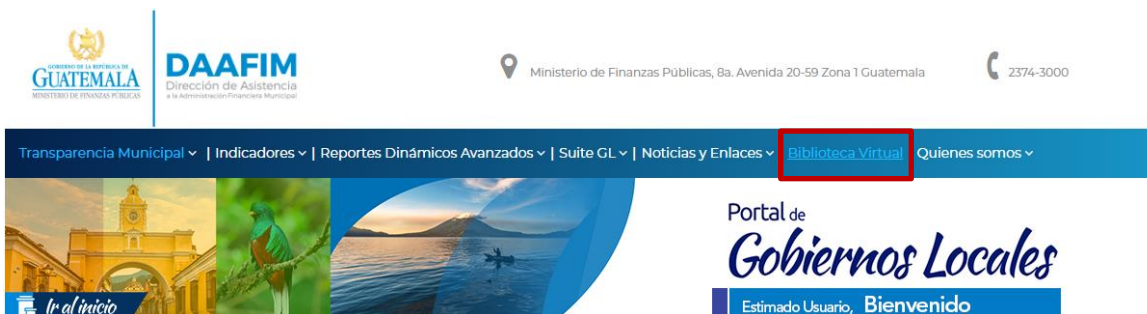 GOBIERNO DE LA REPÚBLICA DE
GUATEMALA
MINISTERIO DE FINANZAS PÚBLICAS
DAAFIM
Dirección de Asistencia
a la Administración Financiera Municipal
Ministerio de Finanzas Públicas, 8a. Avenida 20-59 Zona 1 Guatemala
2374-3000
Transparencia Municipal | Indicadores | Reportes Dinámicos Avanzados | Suite GL | Noticias y Enlaces Biblioteca Virtual Quienes somos
Portal de
Gobiernos Locales
Ir al inicio
Estimado Usuario, Bienvenido